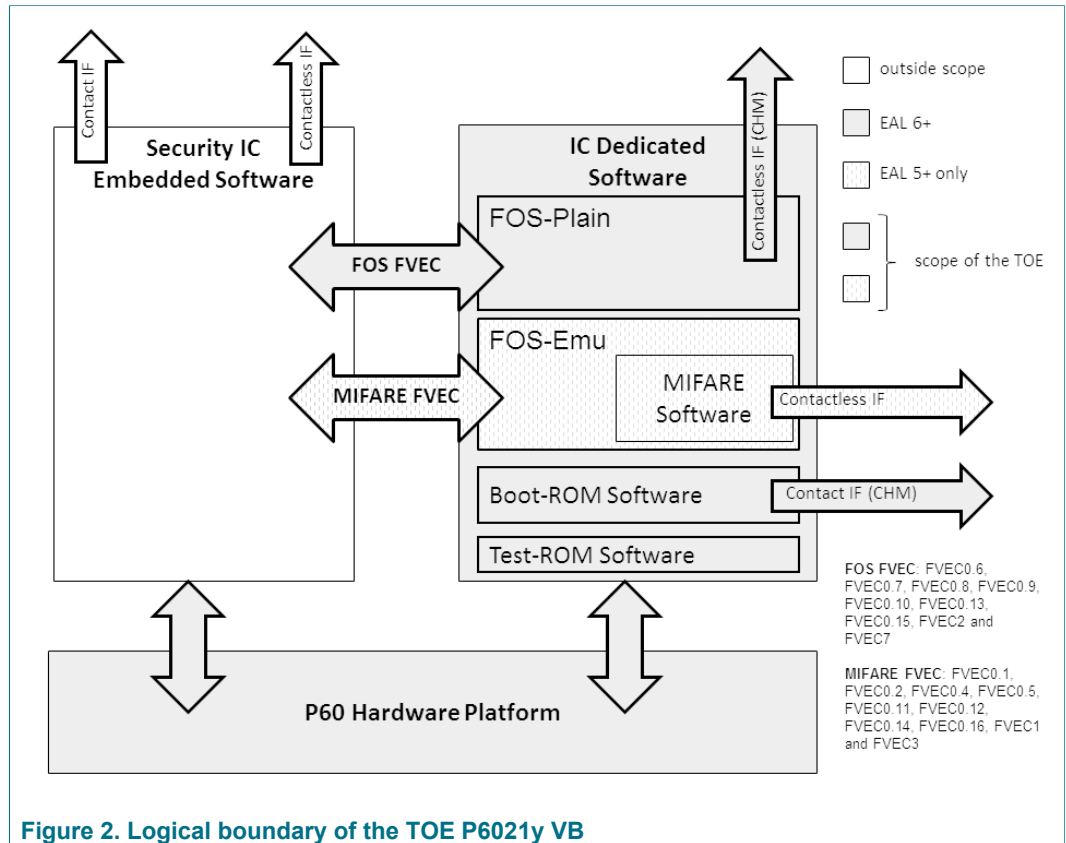 Contact IF
Contactless IF
Security IC
Embedded Software
IC Dedicated
Software
Contactless IF (CHM)
outside scope
EAL 6+
EAL 5+ only
scope of the TOE
FOS-Plain
FOS FVEC
FOS-Emu
MIFARE
Software
MIFARE FVEC
Contactless IF
Boot-ROM Software
Contact IF (CHM)
Test-ROM Software
FOS FVEC: FVEC0.6,
FVEC0.7, FVEC0.8, FVEC0.9,
FVEC0.10, FVEC0.13,
FVEC0.15, FVEC2 and
FVEC7
MIFARE FVEC: FVEC0.1,
FVEC0.2, FVEC0.4, FVEC0.5,
FVEC0.11, FVEC0.12,
FVEC0.14, FVEC0.16, FVEC1
and FVEC3
P60 Hardware Platform
Figure 2. Logical boundary of the TOE P6021y VB